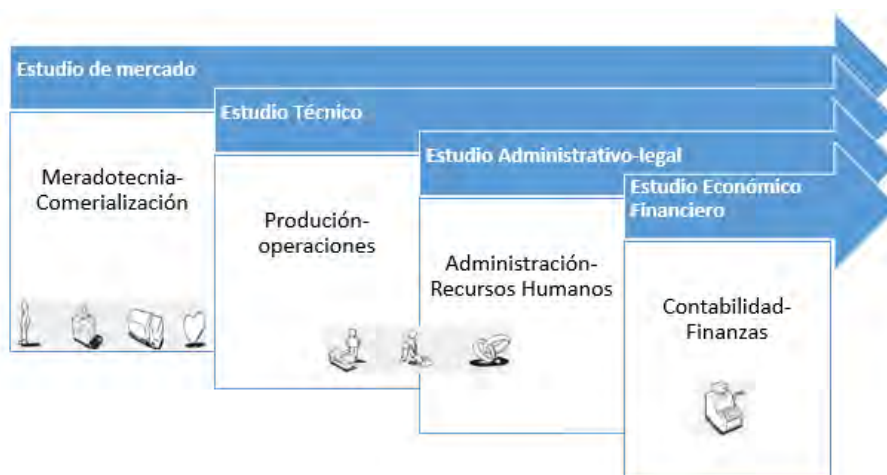 Estudio de mercado
Meradotecnia-
Comerialización
Estudio Técnico
Produción-
operaciones
Estudio Administrativo-legal
Administración-
Recursos Humanos
Estudio Económico
Financiero
Contabilidad-
Finanzas